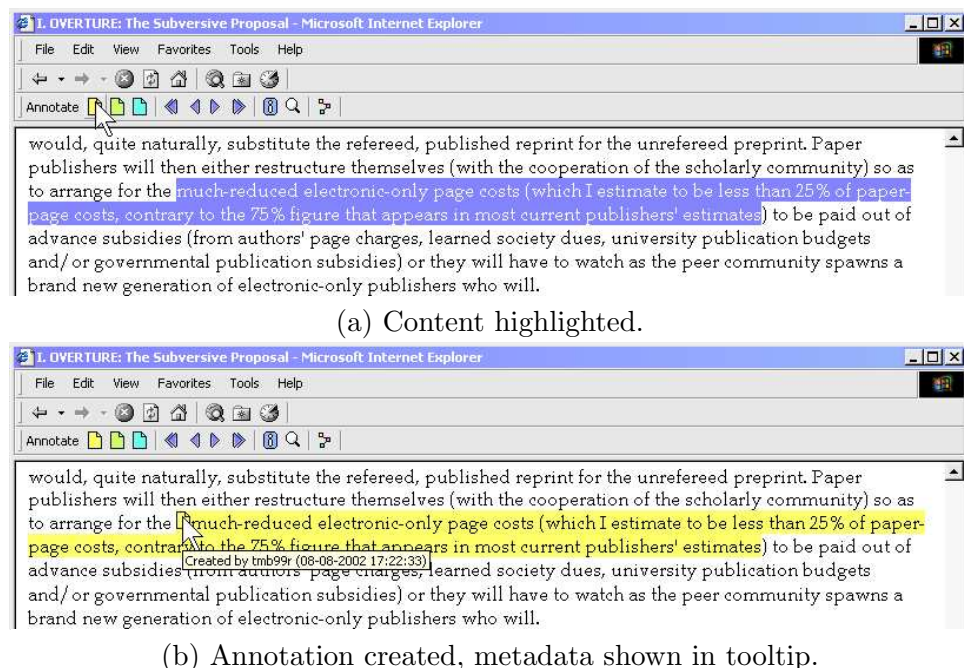 I. OVERTURE: The Subversive Proposal - Microsoft Internet Explorer
File Edit View Favorites Tools Help
Annotate
would, quite naturally, substitute the refereed, published reprint for the unrefereed preprint. Paper
publishers will then either restructure themselves (with the cooperation of the scholarly community) so as
to arrange for the much-reduced electronic-only page costs (which I estimate to be less than 25% of paper-
page costs, contrary to the 75% figure that appears in most current publishers' estimates) to be paid out of
advance subsidies (from authors' page charges, learned society dues, university publication budgets
and/or governmental publication subsidies) or they will have to watch as the peer community spawns a
brand new generation of electronic-only publishers who will.
(a) Content highlighted.
I. OVERTURE: The Subversive Proposal - Microsoft Internet Explorer
File Edit View Favorites Tools Help
Annotate
would, quite naturally, substitute the refereed, published reprint for the unrefereed preprint. Paper
publishers will then either restructure themselves (with the cooperation of the scholarly community) so as
to arrange for the much-reduced electronic-only page costs (which I estimate to be less than 25% of paper-
page costs, contrary to the 75% figure that appears in most current publishers' estimates) to be paid out of
Created by tmb99r (08-08-2002 17:22:33)
advance subsidies (from authors' page charges, learned society dues, university publication budgets
and/or governmental publication subsidies) or they will have to watch as the peer community spawns a
brand new generation of electronic-only publishers who will.
(b) Annotation created, metadata shown in tooltip.